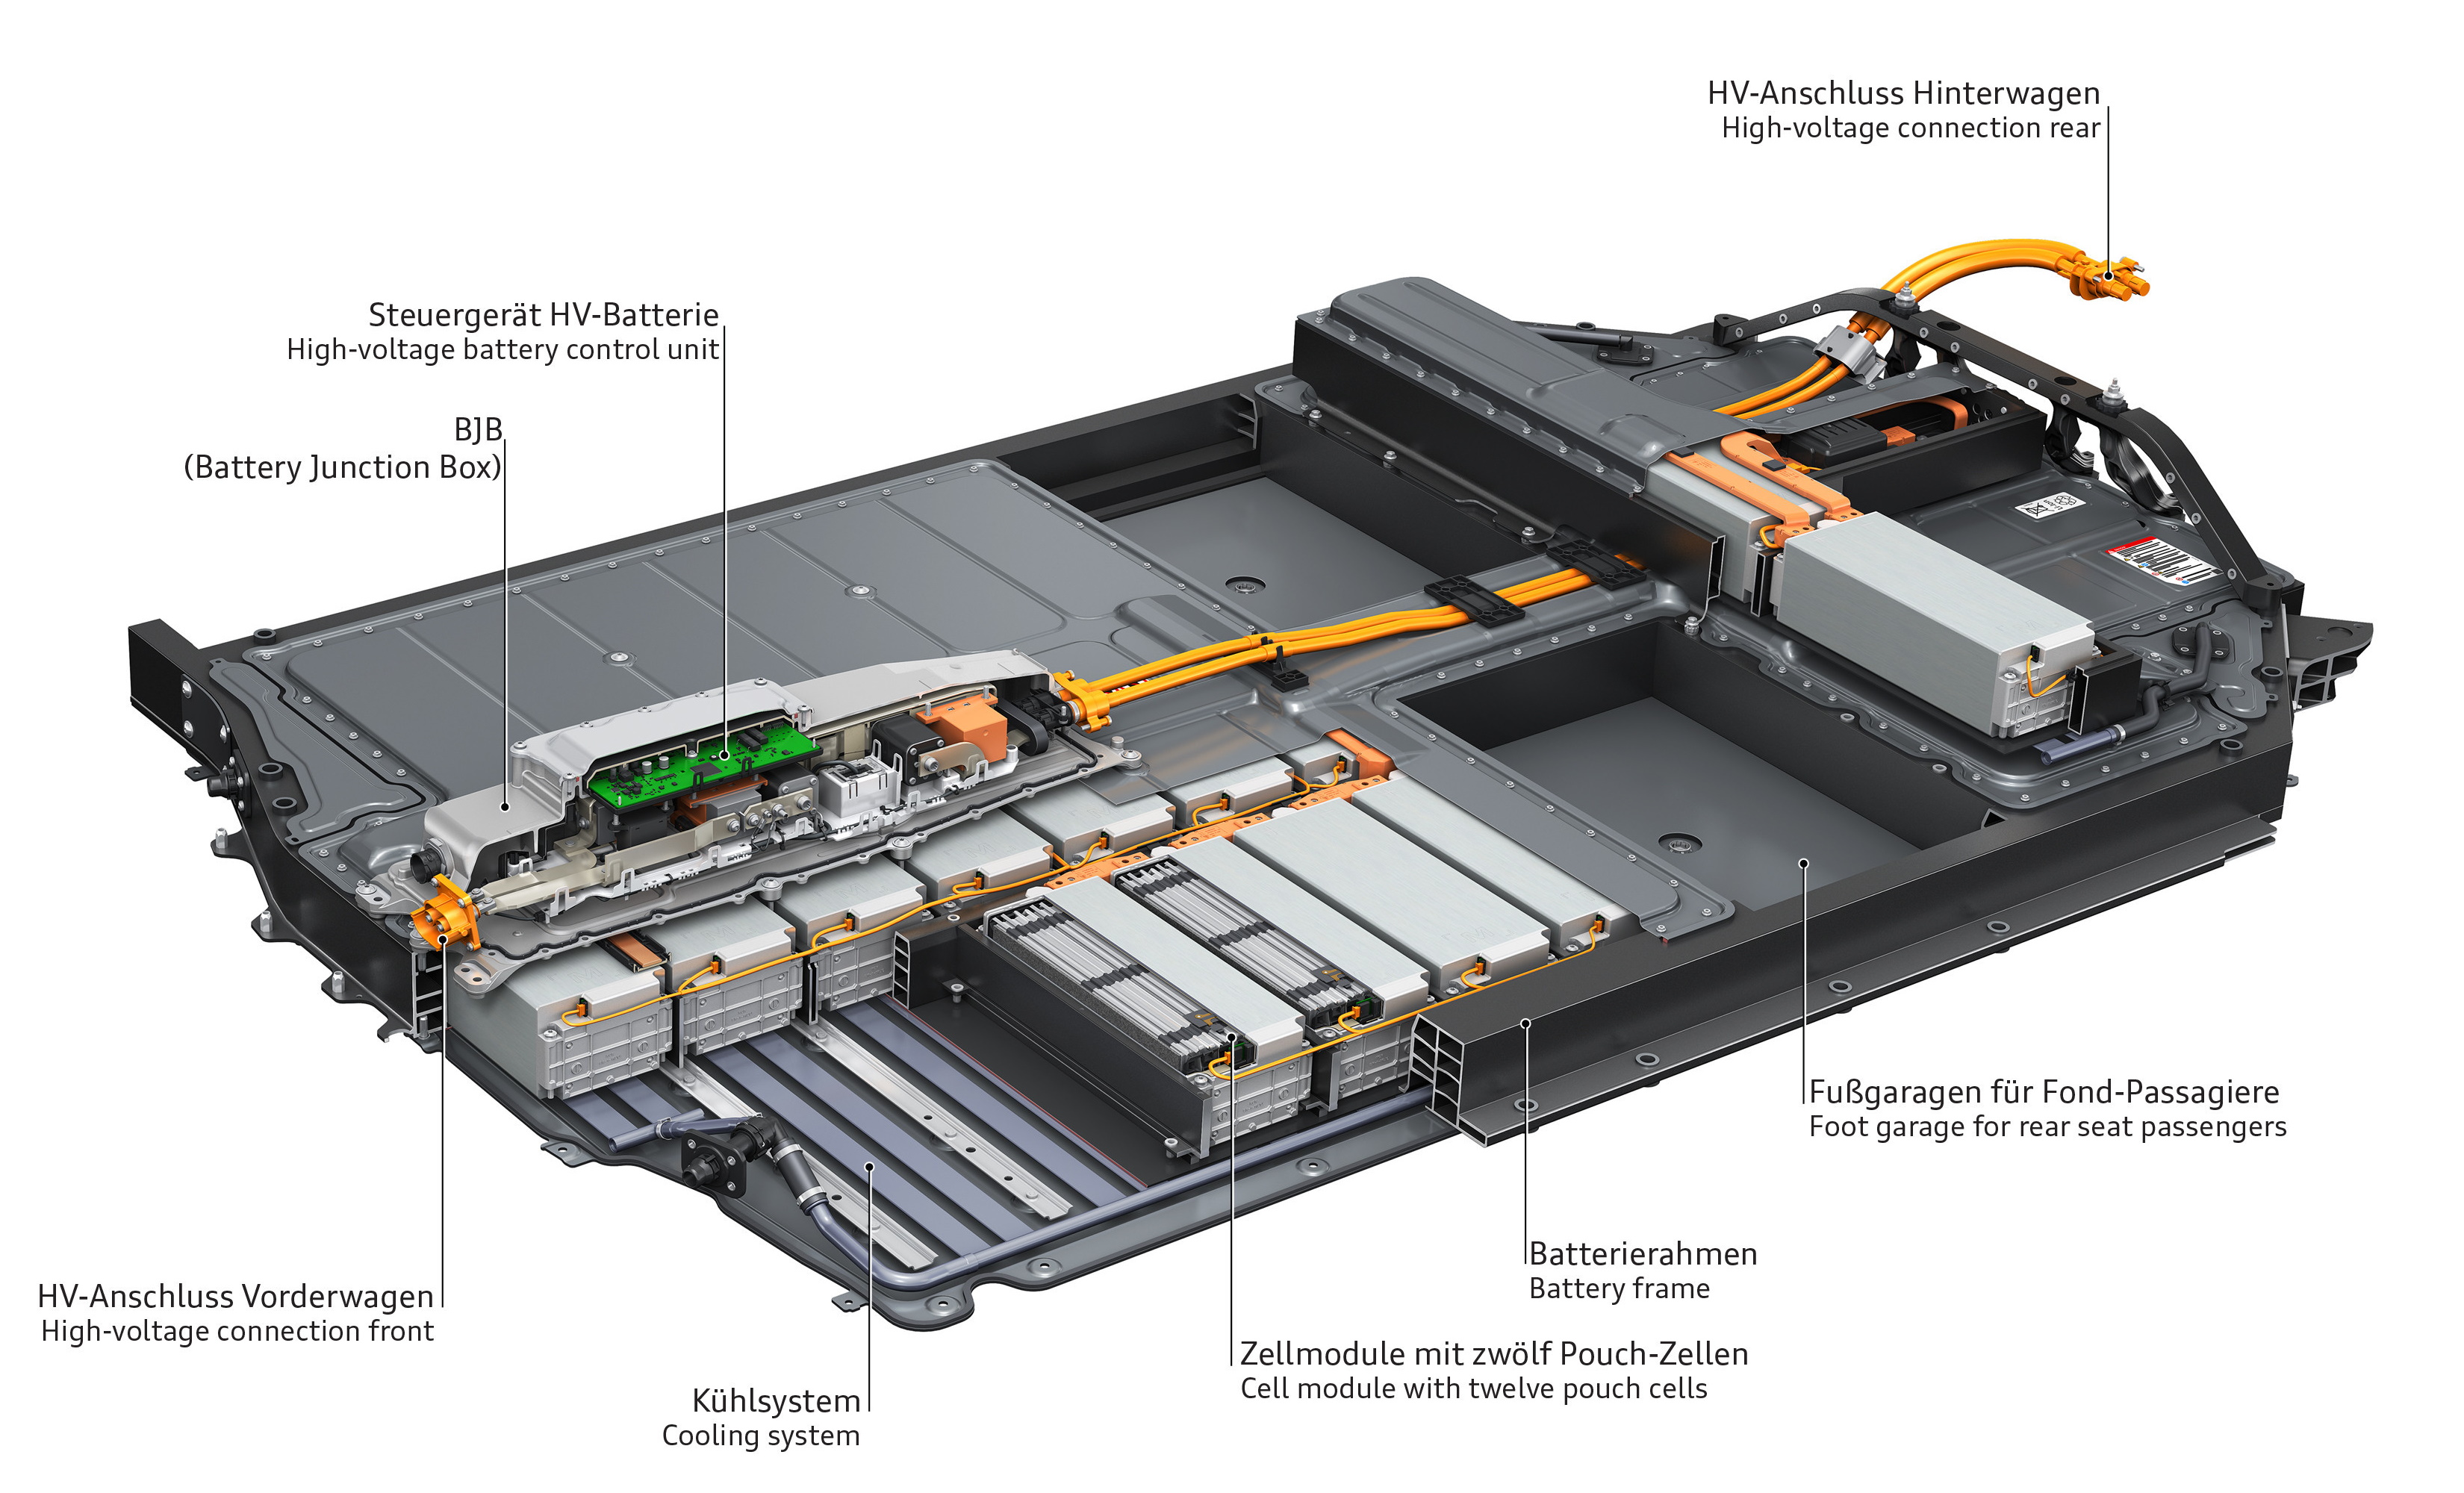 HV-Anschluss Hinterwagen
High-voltage connection rear
Steuergerät HV-Batterie
High-voltage battery control unit
BJB
(Battery Junction Box)
Fußgaragen für Fond-Passagiere
Foot garage for rear seat passengers
Batterierahmen
Battery frame
HV-Anschluss Vorderwagen
High-voltage connection front
Zellmodule mit zwölf Pouch-Zellen
Cell module with twelve pouch cells
Kühlsystem
Cooling system